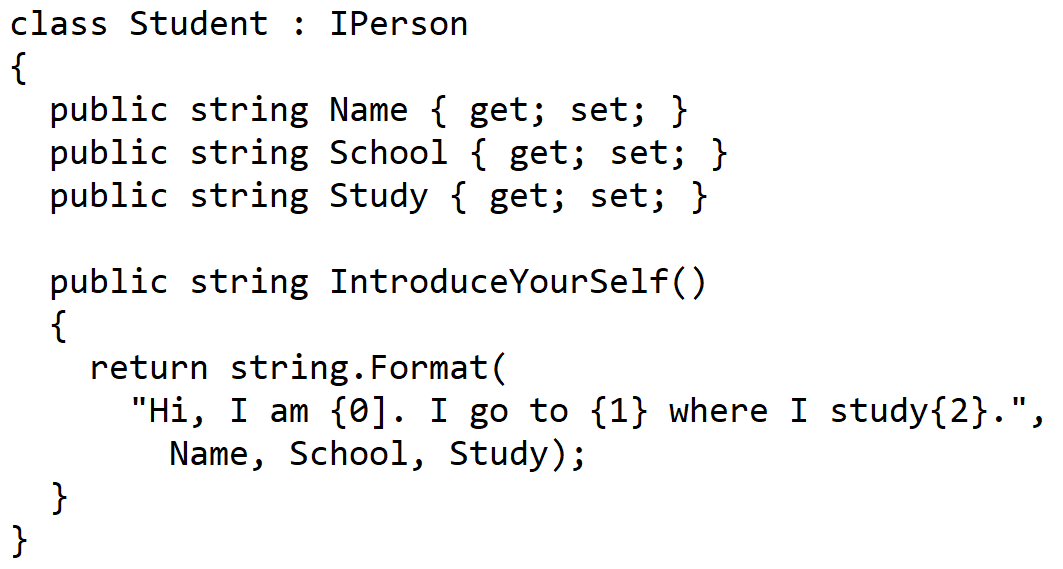 class Student : IPerson
{
  public string Name { get; set; }
  public string School { get; set; }
  public string Study { get; set; }

  public string IntroduceYourSelf()
  {
    return string.Format(
      "Hi, I am {0]. I go to {1} where I study{2}.",
        Name, School, Study);
  }
}